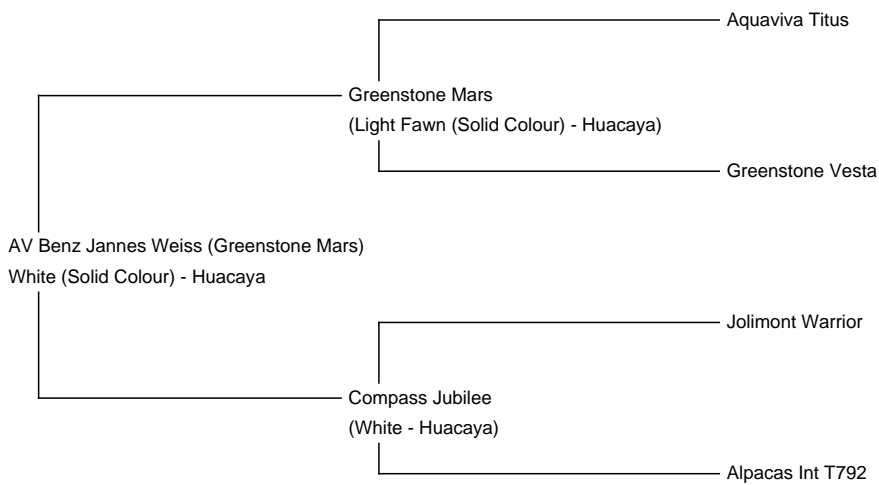 Aquaviva Titus
Greenstone Mars
(Light Fawn (Solid Colour) - Huacaya)
Greenstone Vesta
AV Benz Jannes Weiss (Greenstone Mars)
White (Solid Colour) - Huacaya
Jolimont Warrior
Compass Jubilee
(White - Huacaya)
Alpacas Int T792